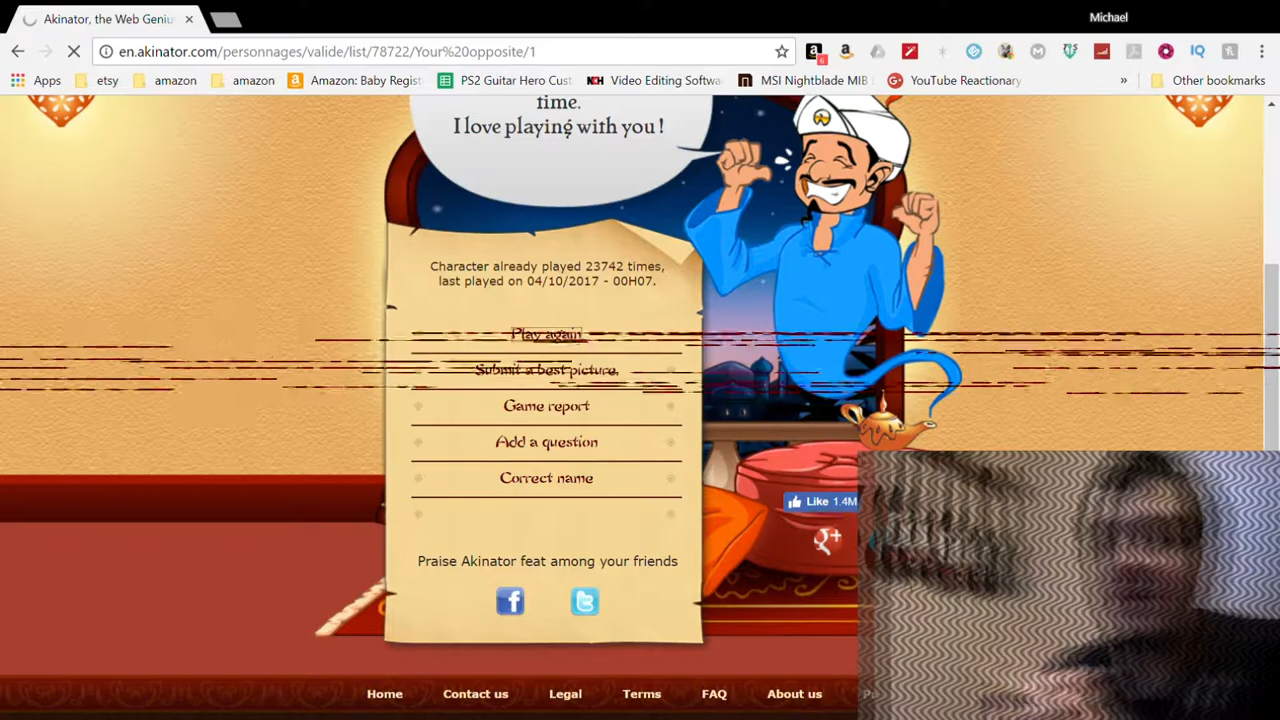 Michael
Akinator, the Web Geniu
en.akinator.com/personnages/valide/list/78722/Your%20opposite/1
Apps etsy amazon amazon Amazon: Baby Regist PS2 Guitar Hero Cust NCH Video Editing Softwa MSI Nightblade MIB YouTube Reactionary » Other bookmarks
time.
I love playing with you !
Character already played 23742 times,
last played on 04/10/2017 - 00H07.
Play again
Submit a best picture.
Game report
Add a question
Correct name
Like 1.4M
Praise Akinator feat among your friends
Home Contact us Legal Terms FAQ About us